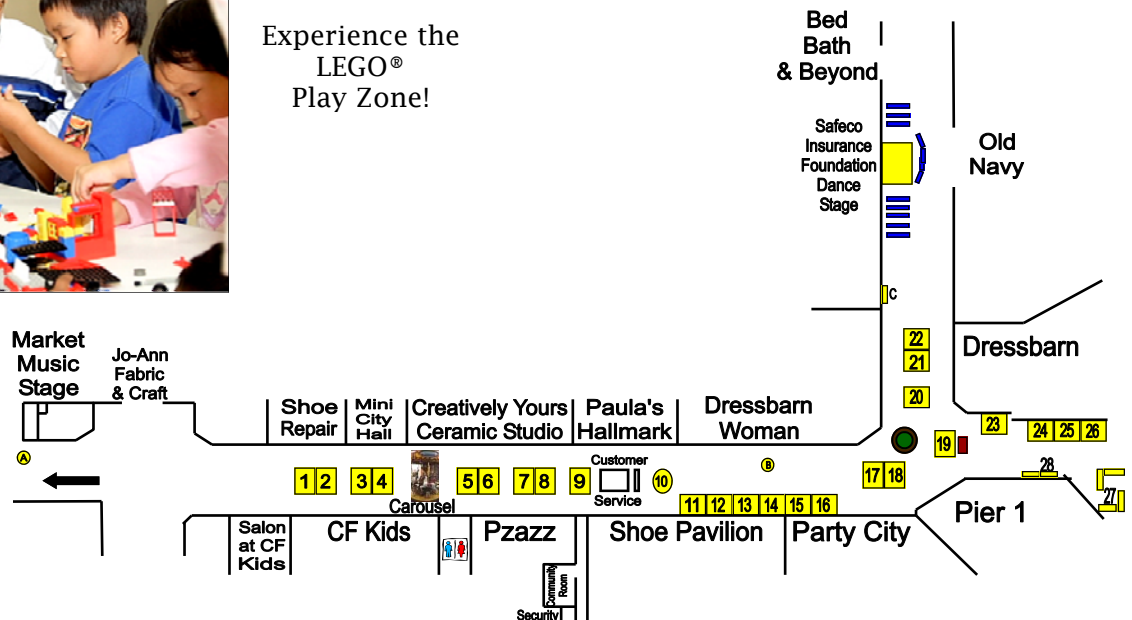 Experience the
LEGO®
Play Zone!
Bed
Bath
& Beyond
Safeco
Insurance
Foundation
Dance
Stage
Old
Navy
C
22
21
20
Dressbarn
Market
Music
Stage
Jo-Ann
Fabric
& Craft
Shoe
Repair
Mini
City
Hall
Creatively Yours
Ceramic Studio
Paula's
Hallmark
Dressbarn
Woman
23
24 25 26
19
A
1 2
3 4
Carousel
5 6
7 8
9
Customer
Service
10
B
17 18
28
27
11 12 13 14 15 16
Salon
at CF
Kids
CF Kids
Pzazz
Shoe Pavilion
Party City
Pier 1
Community
Room
Security